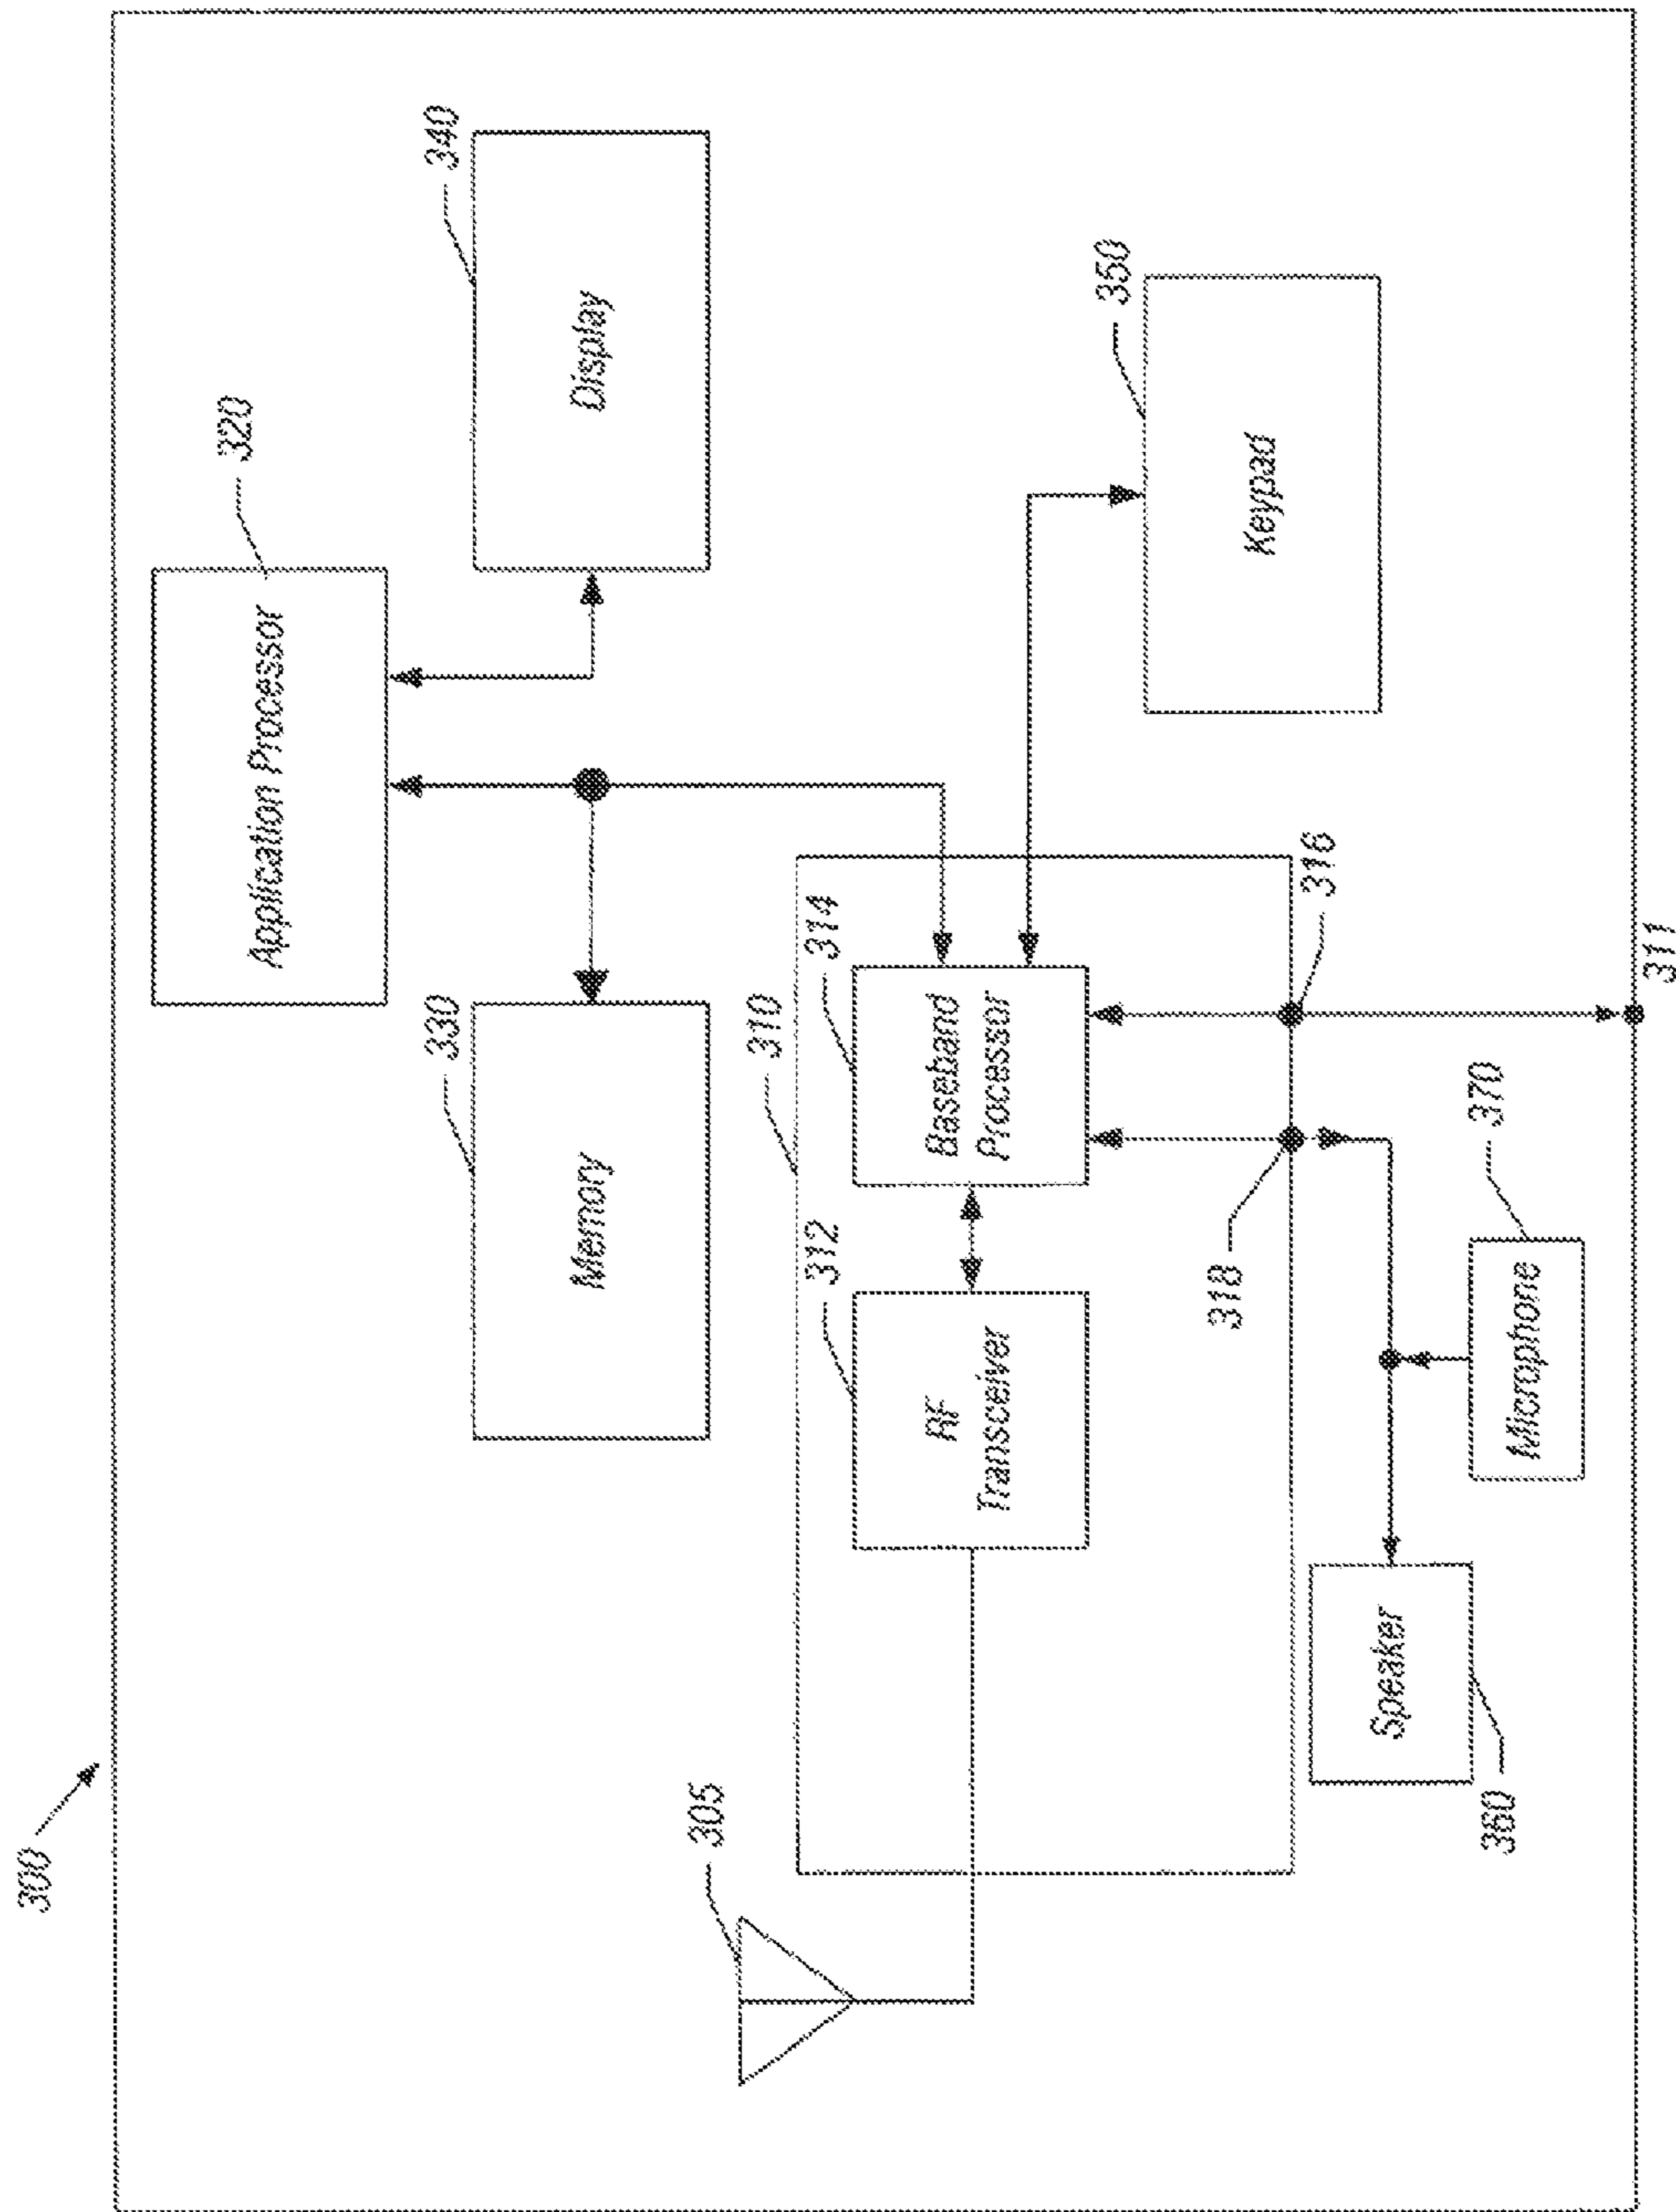 300
Application Processor
320
330
Memory
340
Display
305
310
312
RF
Transceiver
314
Baseband
Processor
350
Keypad
318
316
Speaker
360
Microphone
370
311